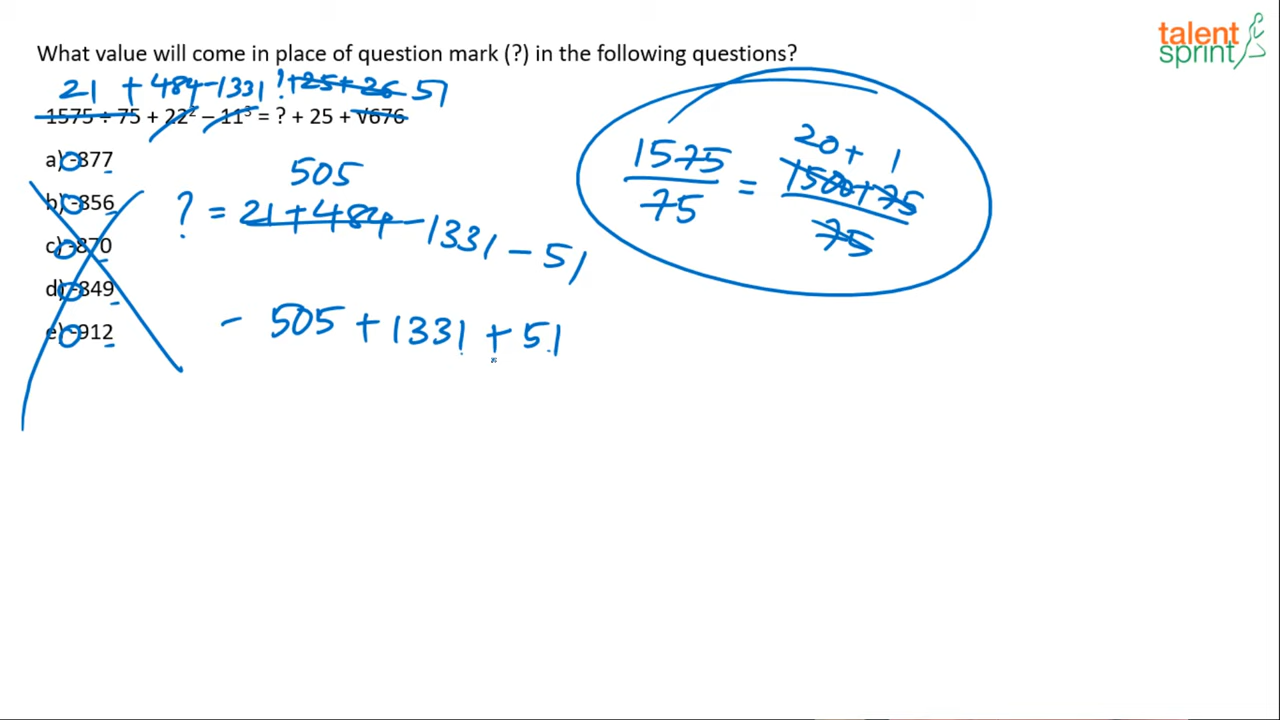 talent
sprint
What value will come in place of question mark (?) in the following questions?
21 + 484 - 1331 ? + 25 + 26 51
1575 ÷ 75 + 22² – 11³ = ? + 25 + √676
a) -877
b) -856
c) -870
d) -849
e) -912
505
? = 21 + 484 - 1331 - 51
- 505 + 1331 + 51
20 + 1
1575 = 1500 + 75
75 75